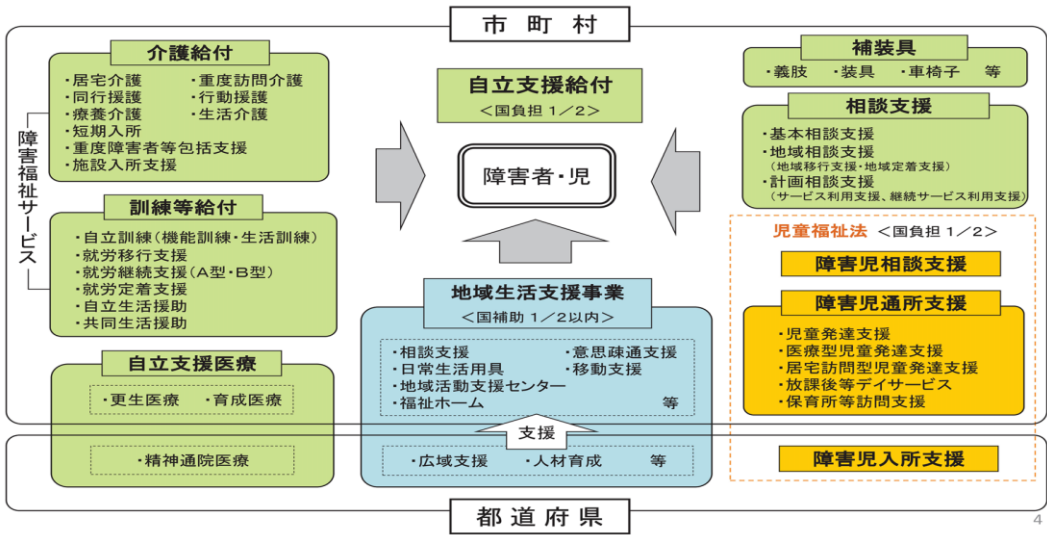 市町村
介護給付
・居宅介護 ・重度訪問介護
・同行援護 ・行動援護
・療養介護 ・生活介護
・短期入所
・重度障害者等包括支援
・施設入所支援
障害福祉サービス
訓練等給付
・自立訓練(機能訓練・生活訓練)
・就労移行支援
・就労継続支援(A型・B型)
・就労定着支援
・自立生活援助
・共同生活援助
自立支援医療
・更生医療 ・育成医療
・精神通院医療
自立支援給付
<国負担 1/2>
障害者・児
地域生活支援事業
<国補助 1/2以内>
・相談支援 ・意思疎通支援
・日常生活用具 ・移動支援
・地域活動支援センター
・福祉ホーム 等
支援
・広域支援 ・人材育成 等
補装具
・義肢 ・装具 ・車椅子 等
相談支援
・基本相談支援
・地域相談支援
(地域移行支援・地域定着支援)
・計画相談支援
(サービス利用支援、継続サービス利用支援)
児童福祉法 <国負担 1/2>
障害児相談支援
障害児通所支援
・児童発達支援
・医療型児童発達支援
・居宅訪問型児童発達支援
・放課後等デイサービス
・保育所等訪問支援
障害児入所支援
都道府県
4